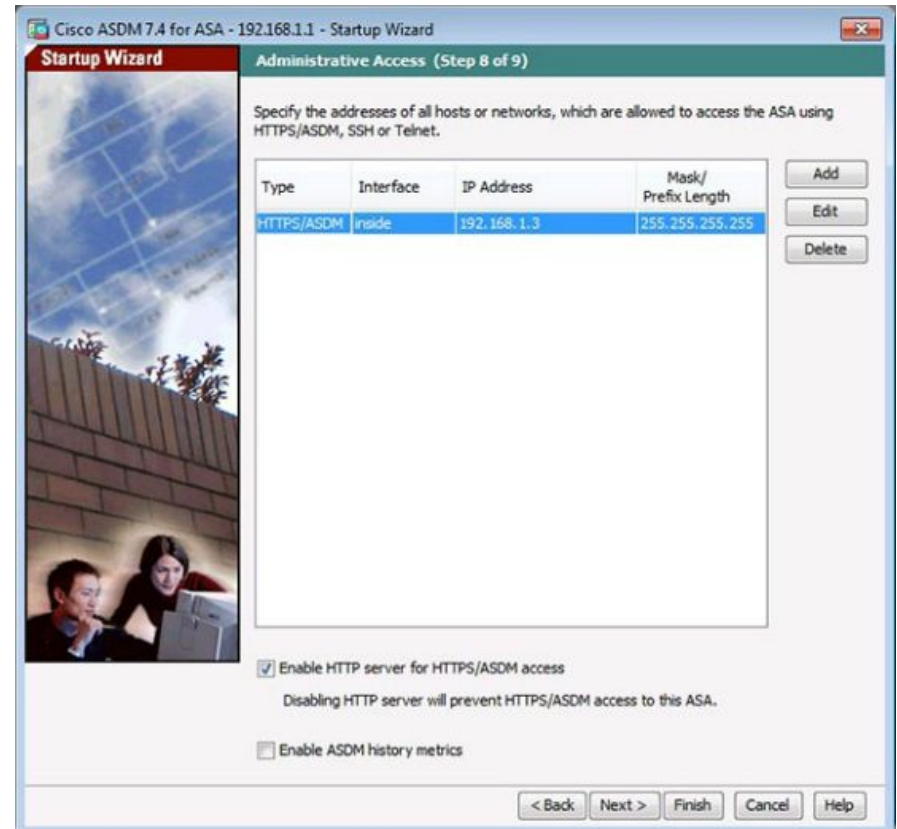 Cisco ASDM 7.4 for ASA - 192.168.1.1 - Startup Wizard
Startup Wizard
Administrative Access (Step 8 of 9)
Specify the addresses of all hosts or networks, which are allowed to access the ASA using
HTTPS/ASDM, SSH or Telnet.
Type Interface IP Address Mask/
Prefix Length
HTTPS/ASDM inside 192.168.1.3 255.255.255.255
Add
Edit
Delete
Enable HTTP server for HTTPS/ASDM access
Disabling HTTP server will prevent HTTPS/ASDM access to this ASA.
Enable ASDM history metrics
< Back Next > Finish Cancel Help